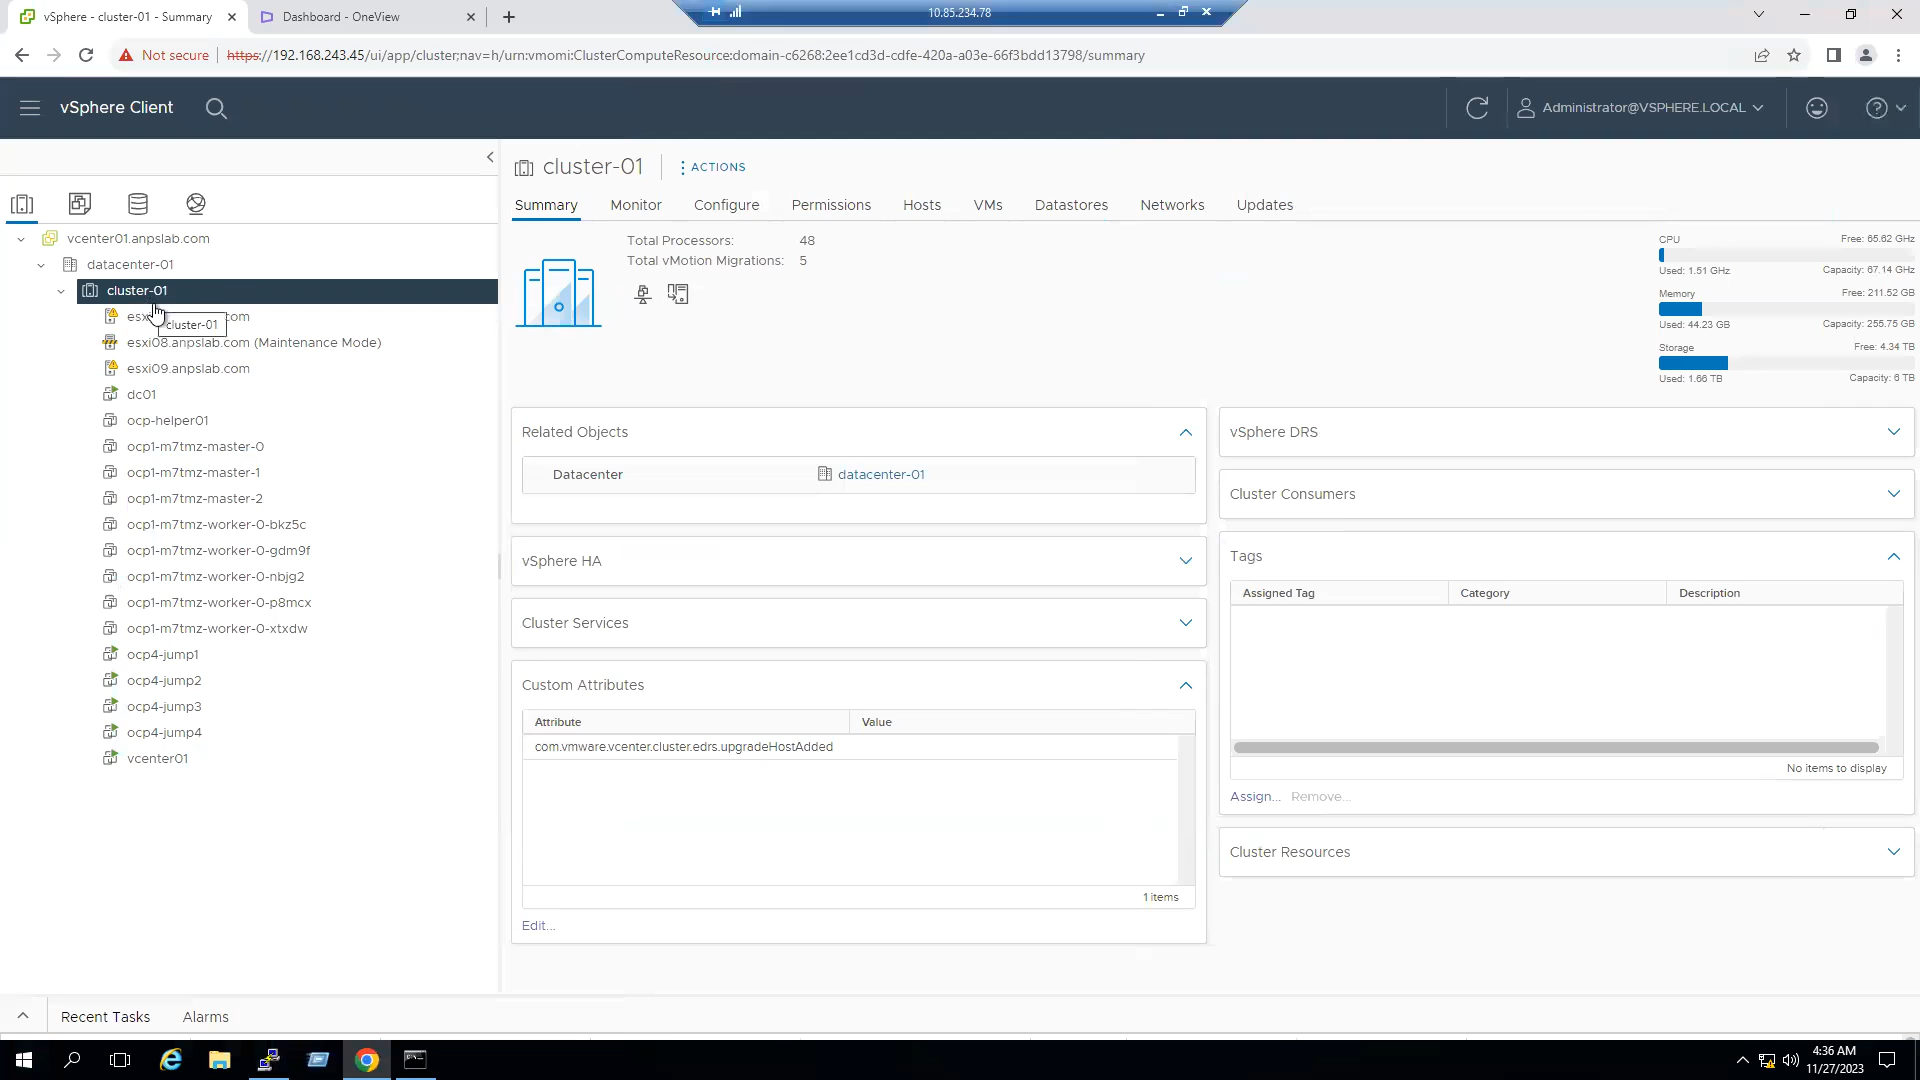 vSphere - cluster-01 - Summary
Dashboard - OneView
10.85.234.78
Not secure
https://192.168.243.45/ui/app/cluster;nav=h/urn:vmomi:ClusterComputeResource:domain-c6268:2ee1cd3d-cdfe-420a-a03e-66f3bdd13798/summary
vSphere Client
Administrator@VSPHERE.LOCAL
vcenter01.anpslab.com
datacenter-01
cluster-01
cluster-01
esxi08.anpslab.com (Maintenance Mode)
esxi09.anpslab.com
dc01
ocp-helper01
ocp1-m7tmz-master-0
ocp1-m7tmz-master-1
ocp1-m7tmz-master-2
ocp1-m7tmz-worker-0-bkz5c
ocp1-m7tmz-worker-0-gdm9f
ocp1-m7tmz-worker-0-nbjg2
ocp1-m7tmz-worker-0-p8mcx
ocp1-m7tmz-worker-0-xtxdw
ocp4-jump1
ocp4-jump2
ocp4-jump3
ocp4-jump4
vcenter01
cluster-01
ACTIONS
Summary Monitor Configure Permissions Hosts VMs Datastores Networks Updates
Total Processors: 48
Total vMotion Migrations: 5
CPU Free: 65.62 GHz
Used: 1.51 GHz Capacity: 67.14 GHz
Memory Free: 211.52 GB
Used: 44.23 GB Capacity: 255.75 GB
Storage Free: 4.34 TB
Used: 1.66 TB Capacity: 6 TB
Related Objects
Datacenter datacenter-01
vSphere HA
Cluster Services
Custom Attributes
Attribute Value
com.vmware.vcenter.cluster.edrs.upgradeHostAdded
1 items
Edit...
vSphere DRS
Cluster Consumers
Tags
Assigned Tag Category Description
No items to display
Assign... Remove...
Cluster Resources
Recent Tasks Alarms
4:36 AM
11/27/2023